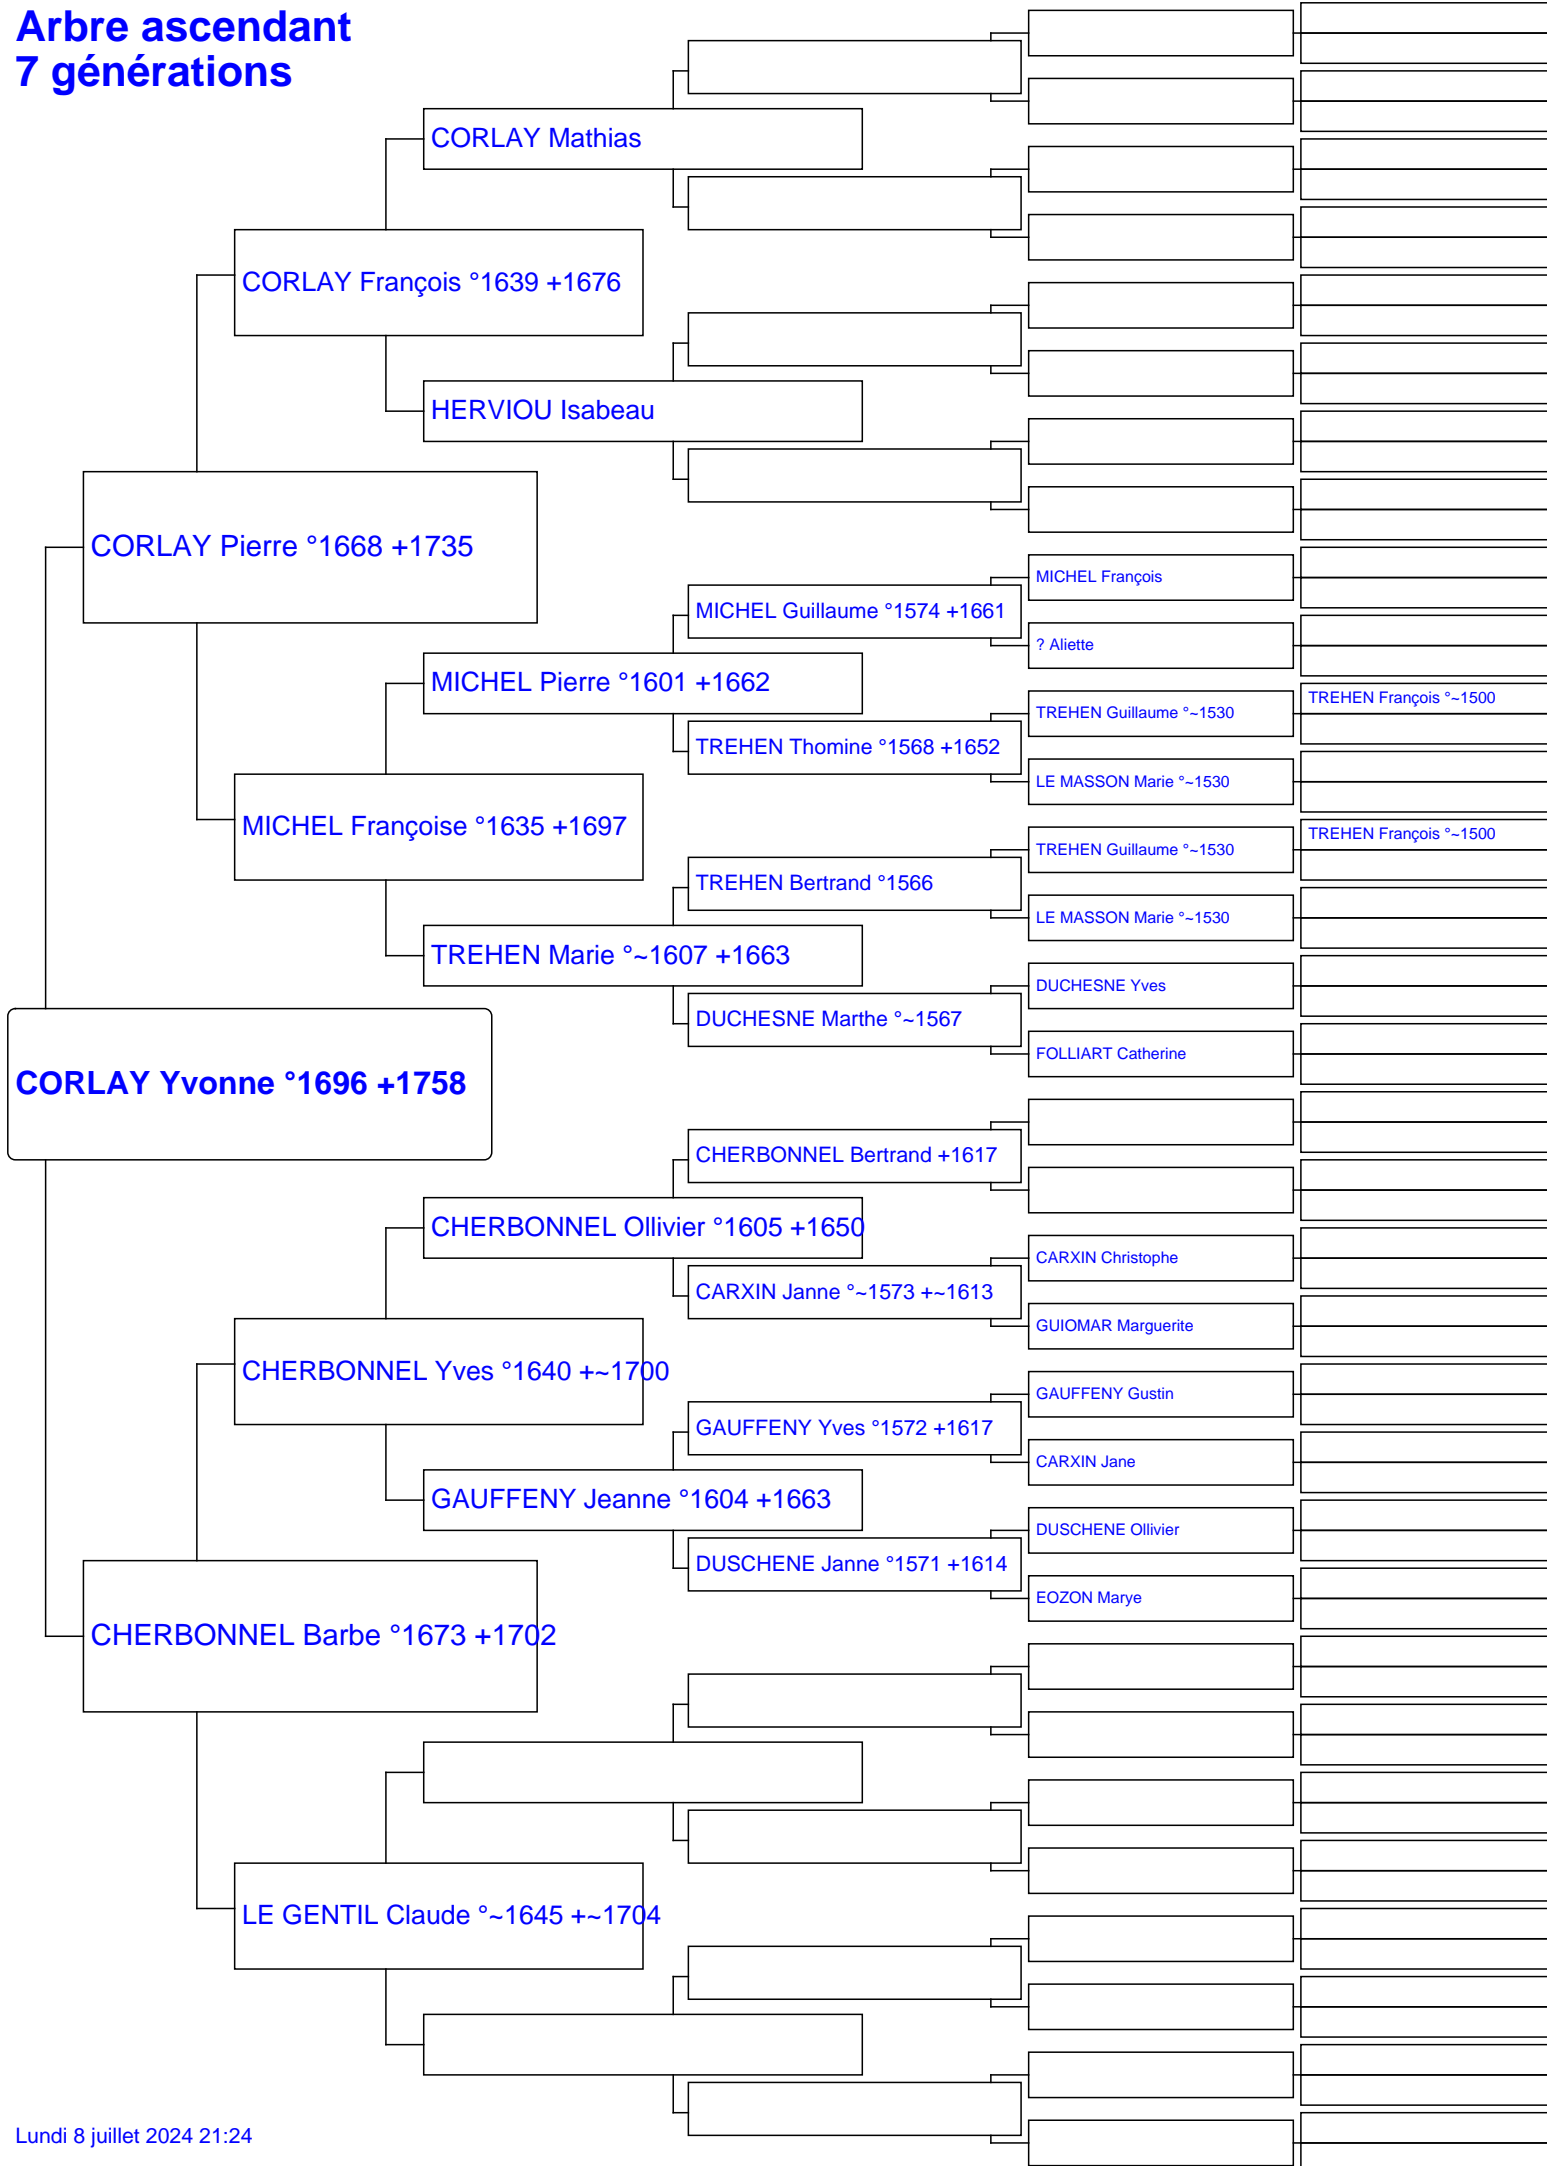 Arbre ascendant
7 générations
CORLAY Mathias
CORLAY François °1639 +1676
HERVIOU Isabeau
CORLAY Pierre °1668 +1735
MICHEL François
MICHEL Guillaume °1574 +1661
? Aliette
MICHEL Pierre °1601 +1662
TREHEN François °~1500
TREHEN Guillaume °~1530
TREHEN Thomine °1568 +1652
LE MASSON Marie °~1530
MICHEL Françoise °1635 +1697
TREHEN François °~1500
TREHEN Guillaume °~1530
TREHEN Bertrand °1566
LE MASSON Marie °~1530
TREHEN Marie °~1607 +1663
DUCHESNE Yves
DUCHESNE Marthe °~1567
FOLLIART Catherine
CORLAY Yvonne °1696 +1758
CHERBONNEL Bertrand +1617
CHERBONNEL Ollivier °1605 +1650
CARXIN Christophe
CARXIN Janne °~1573 +~1613
GUIOMAR Marguerite
CHERBONNEL Yves °1640 +~1700
GAUFFENY Gustin
GAUFFENY Yves °1572 +1617
CARXIN Jane
GAUFFENY Jeanne °1604 +1663
DUSCHENE Ollivier
DUSCHENE Janne °1571 +1614
EOZON Marye
CHERBONNEL Barbe °1673 +1702
LE GENTIL Claude °~1645 +~1704
Lundi 8 juillet 2024 21:24